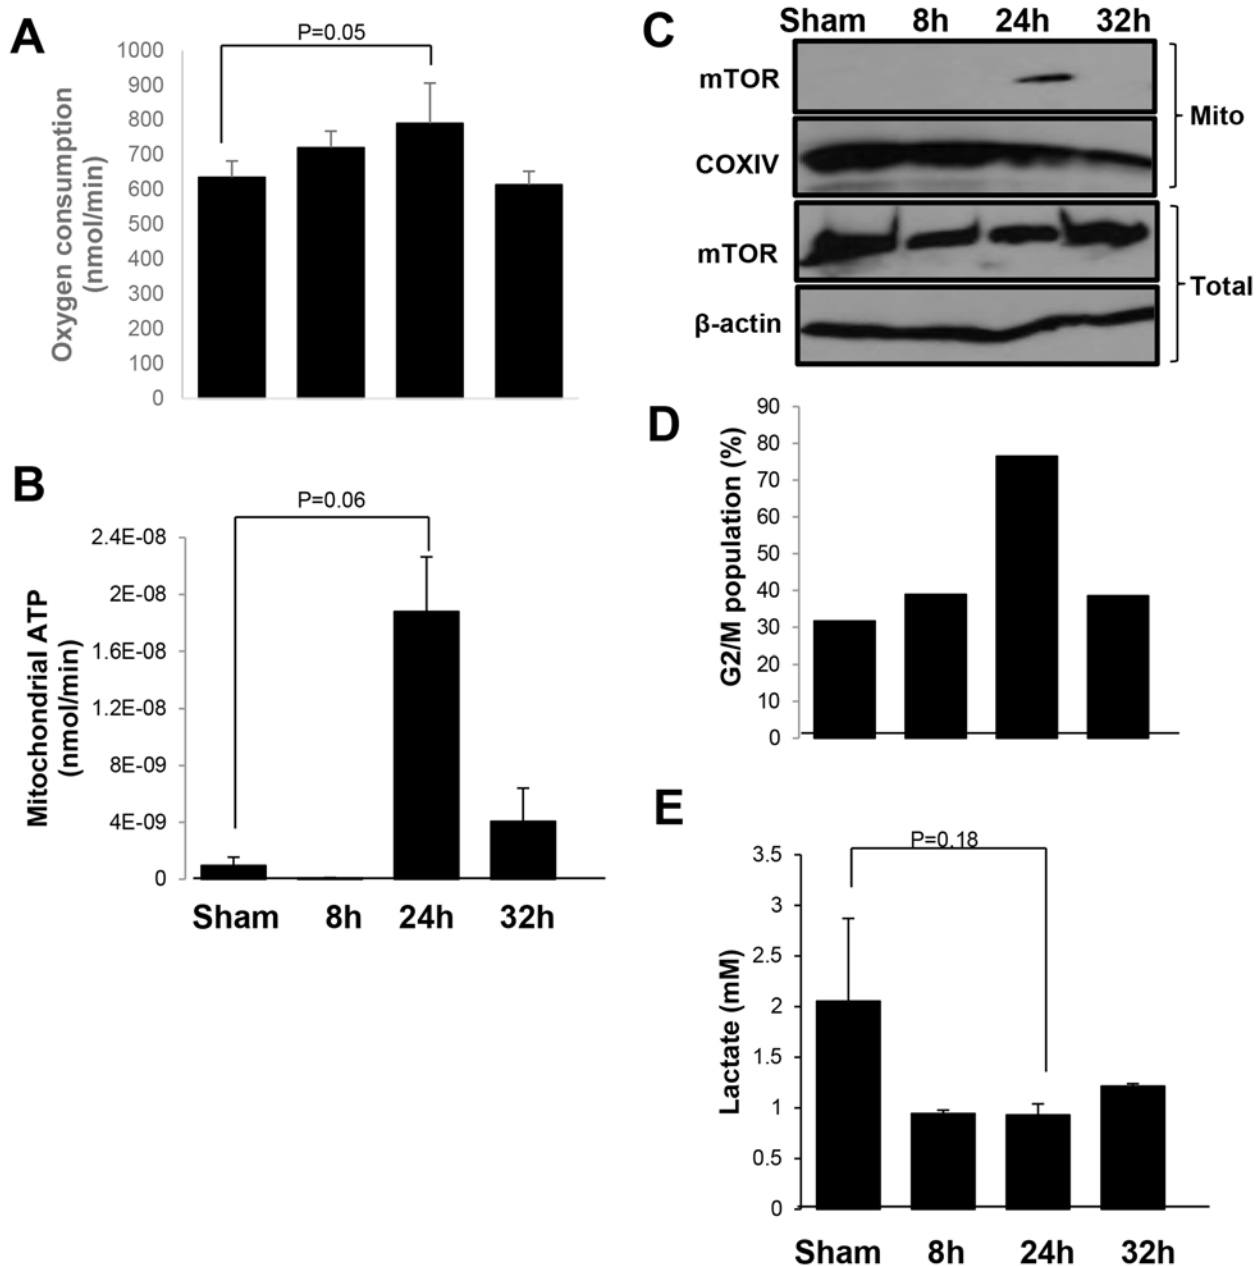 A
P=0.05
Oxygen consumption
(nmol/min)
1000
900
800
700
600
500
400
300
200
100
0
B
P=0.06
Mitochondrial ATP
(nmol/min)
2.4E-08
2E-08
1.6E-08
1.2E-08
8E-09
4E-09
0
Sham 8h 24h 32h
C
Sham 8h 24h 32h
mTOR
COXIV
Mito
mTOR
β-actin
Total
D
G2/M population (%)
90
80
70
60
50
40
30
20
10
0
E
P=0.18
Lactate (mM)
3.5
3
2.5
2
1.5
1
0.5
0
Sham 8h 24h 32h